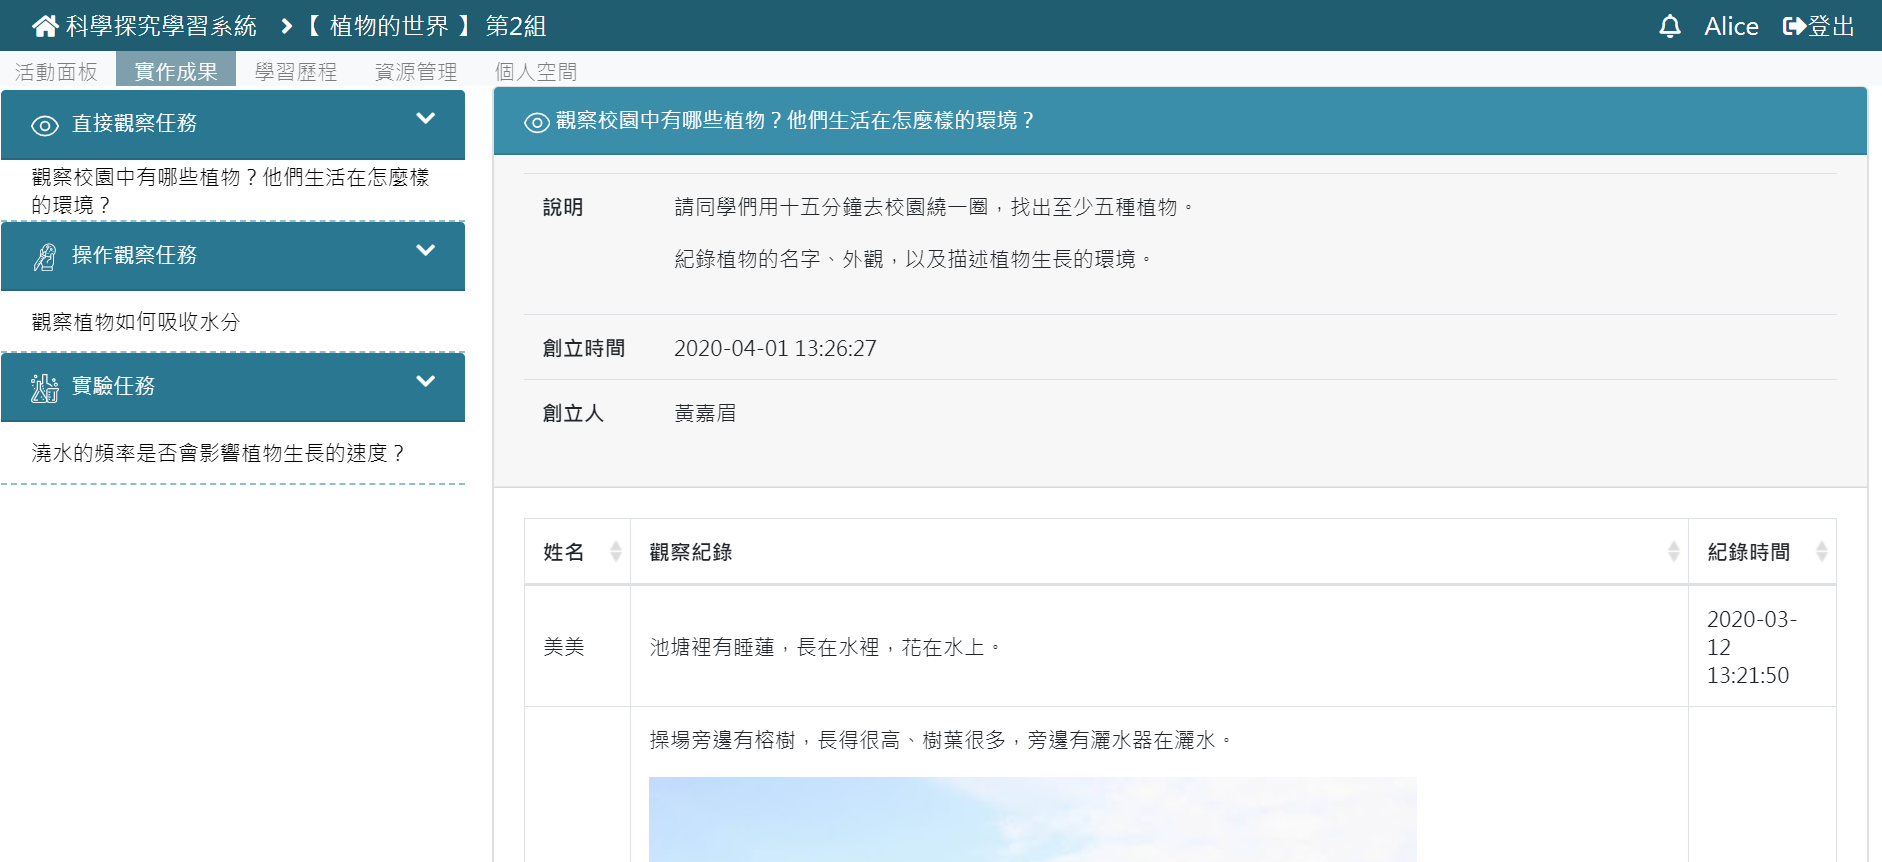 科學探究學習系統 【 植物的世界 】 第2組 Alice 登出
活動面板 實作成果 學習歷程 資源管理 個人空間
直接觀察任務
觀察校園中有哪些植物？他們生活在怎麼樣
的環境？
操作觀察任務
觀察植物如何吸收水分
實驗任務
澆水的頻率是否會影響植物生長的速度？
觀察校園中有哪些植物？他們生活在怎麼樣的環境？
說明 請同學們用十五分鐘去校園繞一圈，找出至少五種植物。
紀錄植物的名字、外觀，以及描述植物生長的環境。
創立時間 2020-04-01 13:26:27
創立人 黃嘉眉
姓名 觀察紀錄 紀錄時間
美美 池塘裡有睡蓮，長在水裡，花在水上。 2020-03-
12
13:21:50
操場旁邊有榕樹，長得很高、樹葉很多，旁邊有灑水器在灑水。